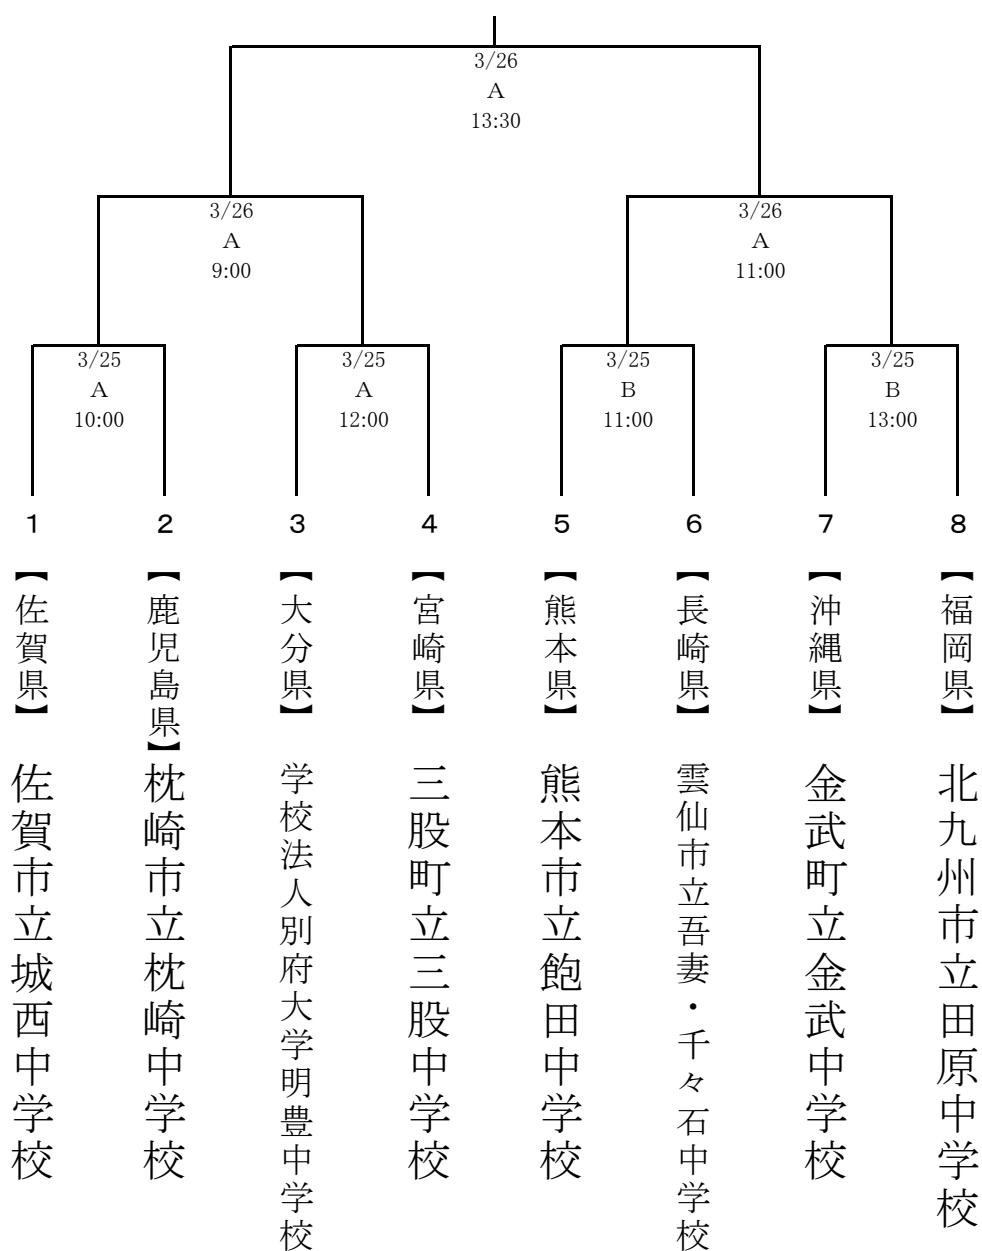 3/26
A
13:30
3/26
A
9:00
3/26
A
11:00
3/25
A
10:00
3/25
A
12:00
3/25
B
11:00
3/25
B
13:00
1
2
3
4
5
6
7
8
【佐賀県】 佐賀市立城西中学校
【鹿児島県】枕崎市立枕崎中学校
【大分県】 学校法人別府大学明豊中学校
【宮崎県】 三股町立三股中学校
【熊本県】 熊本市立飽田中学校
【長崎県】 雲仙市立吾妻・千々石中学校
【沖縄県】 金武町立金武中学校
【福岡県】 北九州市立田原中学校